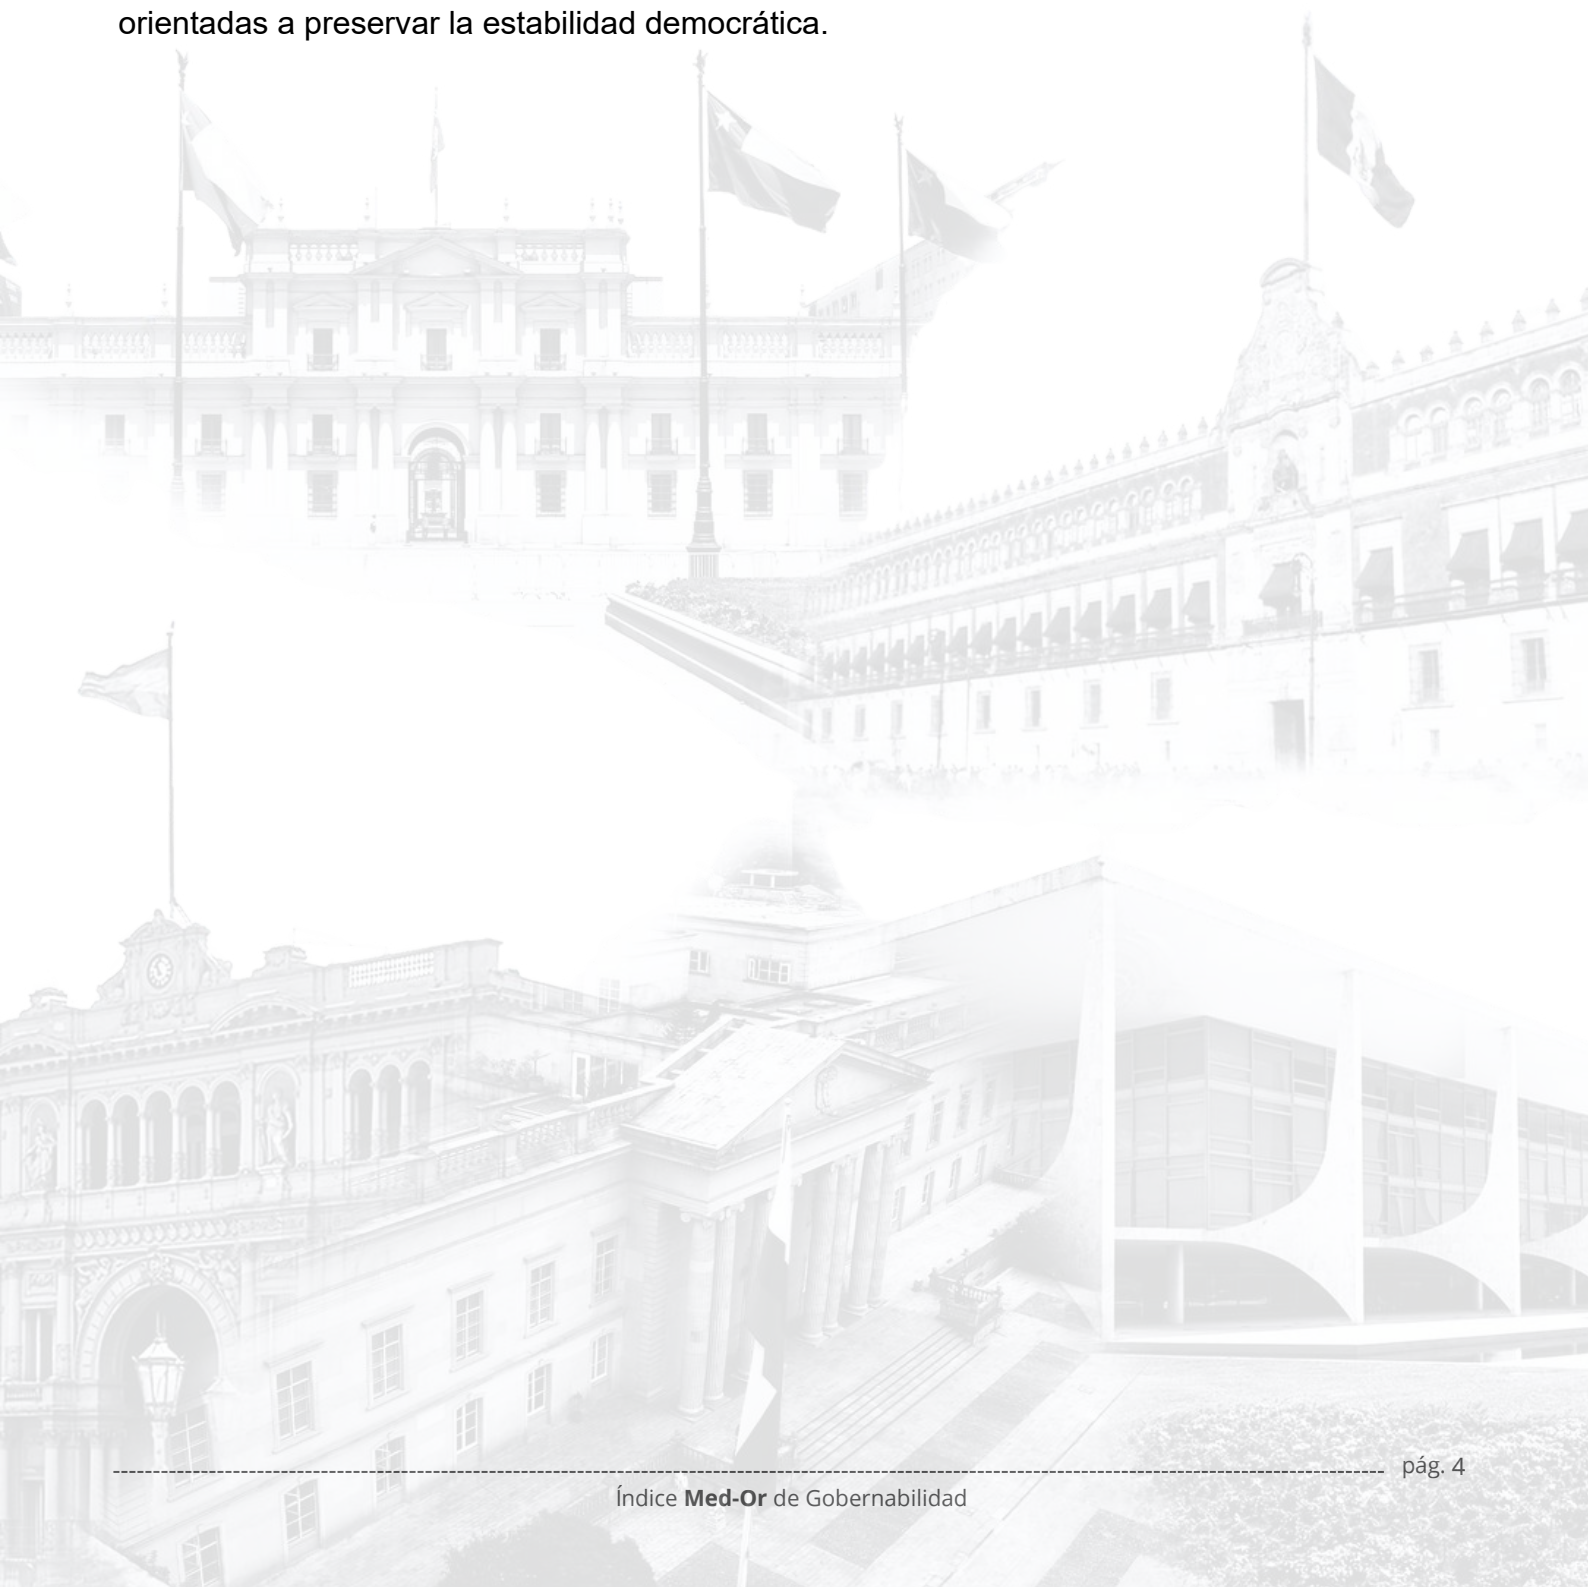 orientadas a preservar la estabilidad democrática.
pág. 4
Índice Med-Or de Gobernabilidad